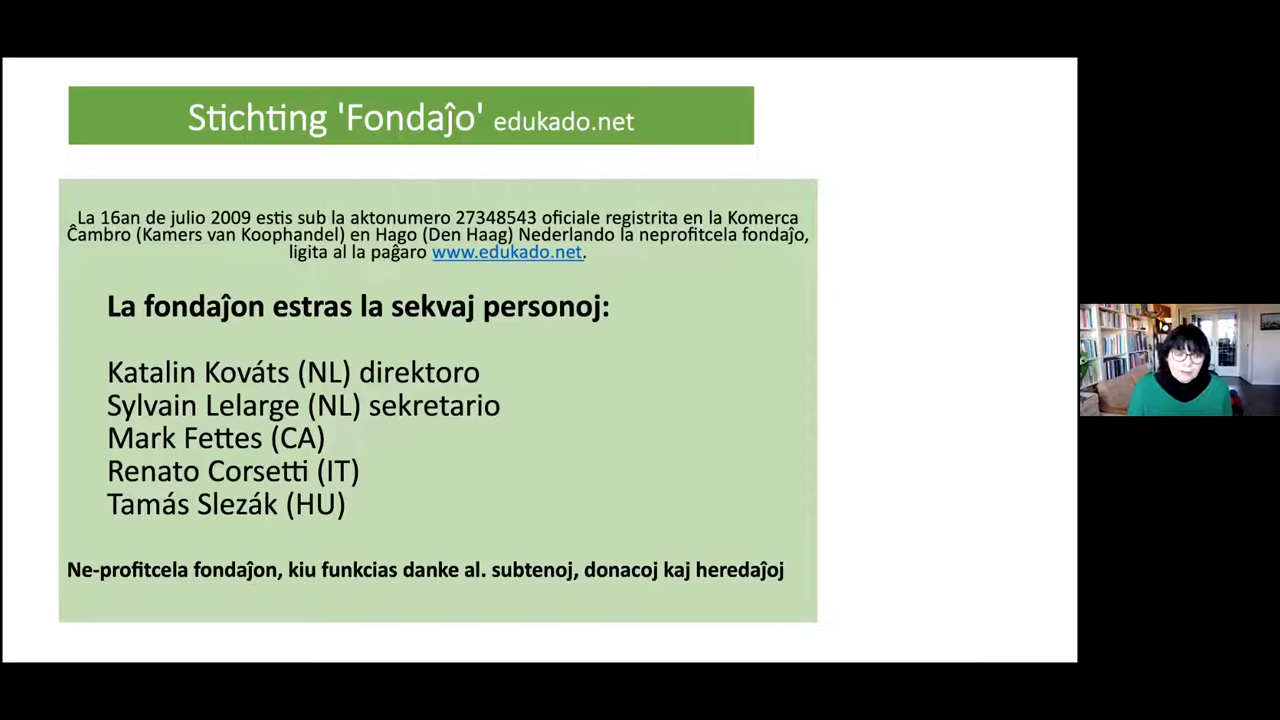 Stichting 'Fondaĵo' edukado.net
La 16an de julio 2009 estis sub la aktonumero 27348543 oficiale registrita en la Komerca
Ĉambro (Kamers van Koophandel) en Hago (Den Haag) Nederlando la neprofitcela fondaĵo,
ligita al la paĝaro www.edukado.net.
La fondaĵon estras la sekvaj personoj:
Katalin Kováts (NL) direktoro
Sylvain Lelarge (NL) sekretario
Mark Fettes (CA)
Renato Corsetti (IT)
Tamás Slezák (HU)
Ne-profitcela fondaĵon, kiu funkcias danke al. subtenoj, donacoj kaj heredaĵoj